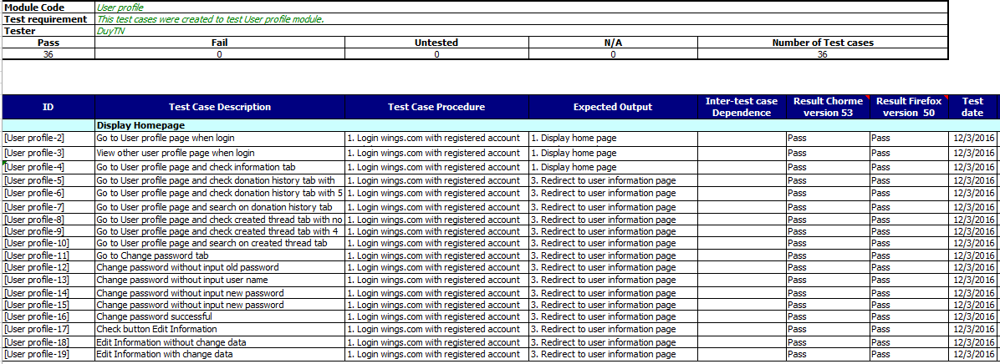 Module Code User profile
Test requirement This test cases were created to test User profile module.
Tester DuyTN
Pass Fail Untested N/A Number of Test cases
36 0 0 0 36
ID Test Case Description Test Case Procedure Expected Output Inter-test case Dependence Result Chorme version 53 Result Firefox version 50 Test date
Display Homepage
[User profile-2] Go to User profile page when login 1. Login wings.com with registered account 1. Display home page Pass Pass 12/3/2016
[User profile-3] View other user profile page when login 1. Login wings.com with registered account 1. Display home page Pass Pass 12/3/2016
[User profile-4] Go to User profile page and check information tab 1. Login wings.com with registered account 1. Display home page Pass Pass 12/3/2016
[User profile-5] Go to User profile page and check donation history tab with 1. Login wings.com with registered account 3. Redirect to user information page Pass Pass 12/3/2016
[User profile-6] Go to User profile page and check donation history tab with 5 1. Login wings.com with registered account 3. Redirect to user information page Pass Pass 12/3/2016
[User profile-7] Go to User profile page and search on donation history tab 1. Login wings.com with registered account 3. Redirect to user information page Pass Pass 12/3/2016
[User profile-8] Go to User profile page and check created thread tab with no 1. Login wings.com with registered account 3. Redirect to user information page Pass Pass 12/3/2016
[User profile-9] Go to User profile page and check created thread tab with 4 1. Login wings.com with registered account 3. Redirect to user information page Pass Pass 12/3/2016
[User profile-10] Go to User profile page and search on created thread tab 1. Login wings.com with registered account 3. Redirect to user information page Pass Pass 12/3/2016
[User profile-11] Go to Change password tab 1. Login wings.com with registered account 3. Redirect to user information page Pass Pass 12/3/2016
[User profile-12] Change password without input old password 1. Login wings.com with registered account 3. Redirect to user information page Pass Pass 12/3/2016
[User profile-13] Change password without input user name 1. Login wings.com with registered account 3. Redirect to user information page Pass Pass 12/3/2016
[User profile-14] Change password without input new password 1. Login wings.com with registered account 3. Redirect to user information page Pass Pass 12/3/2016
[User profile-15] Change password without input new password 1. Login wings.com with registered account 3. Redirect to user information page Pass Pass 12/3/2016
[User profile-16] Change password successful 1. Login wings.com with registered account 3. Redirect to user information page Pass Pass 12/3/2016
[User profile-17] Check button Edit Information 1. Login wings.com with registered account 3. Redirect to user information page Pass Pass 12/3/2016
[User profile-18] Edit Information without change data 1. Login wings.com with registered account 3. Redirect to user information page Pass Pass 12/3/2016
[User profile-19] Edit Information with change data 1. Login wings.com with registered account 3. Redirect to user information page Pass Pass 12/3/2016